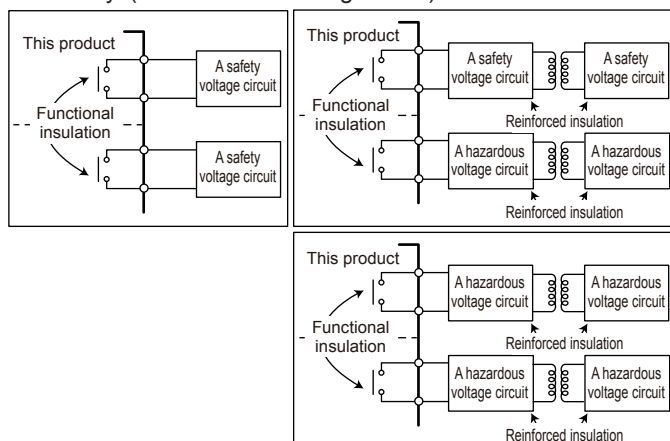 This product
A safety
voltage circuit
Functional
insulation
A safety
voltage circuit
This product
A safety
voltage circuit
A safety
voltage circuit
Functional
insulation
Reinforced insulation
A hazardous
voltage circuit
A hazardous
voltage circuit
Reinforced insulation
This product
A hazardous
voltage circuit
A hazardous
voltage circuit
Functional
insulation
Reinforced insulation
A hazardous
voltage circuit
A hazardous
voltage circuit
Reinforced insulation